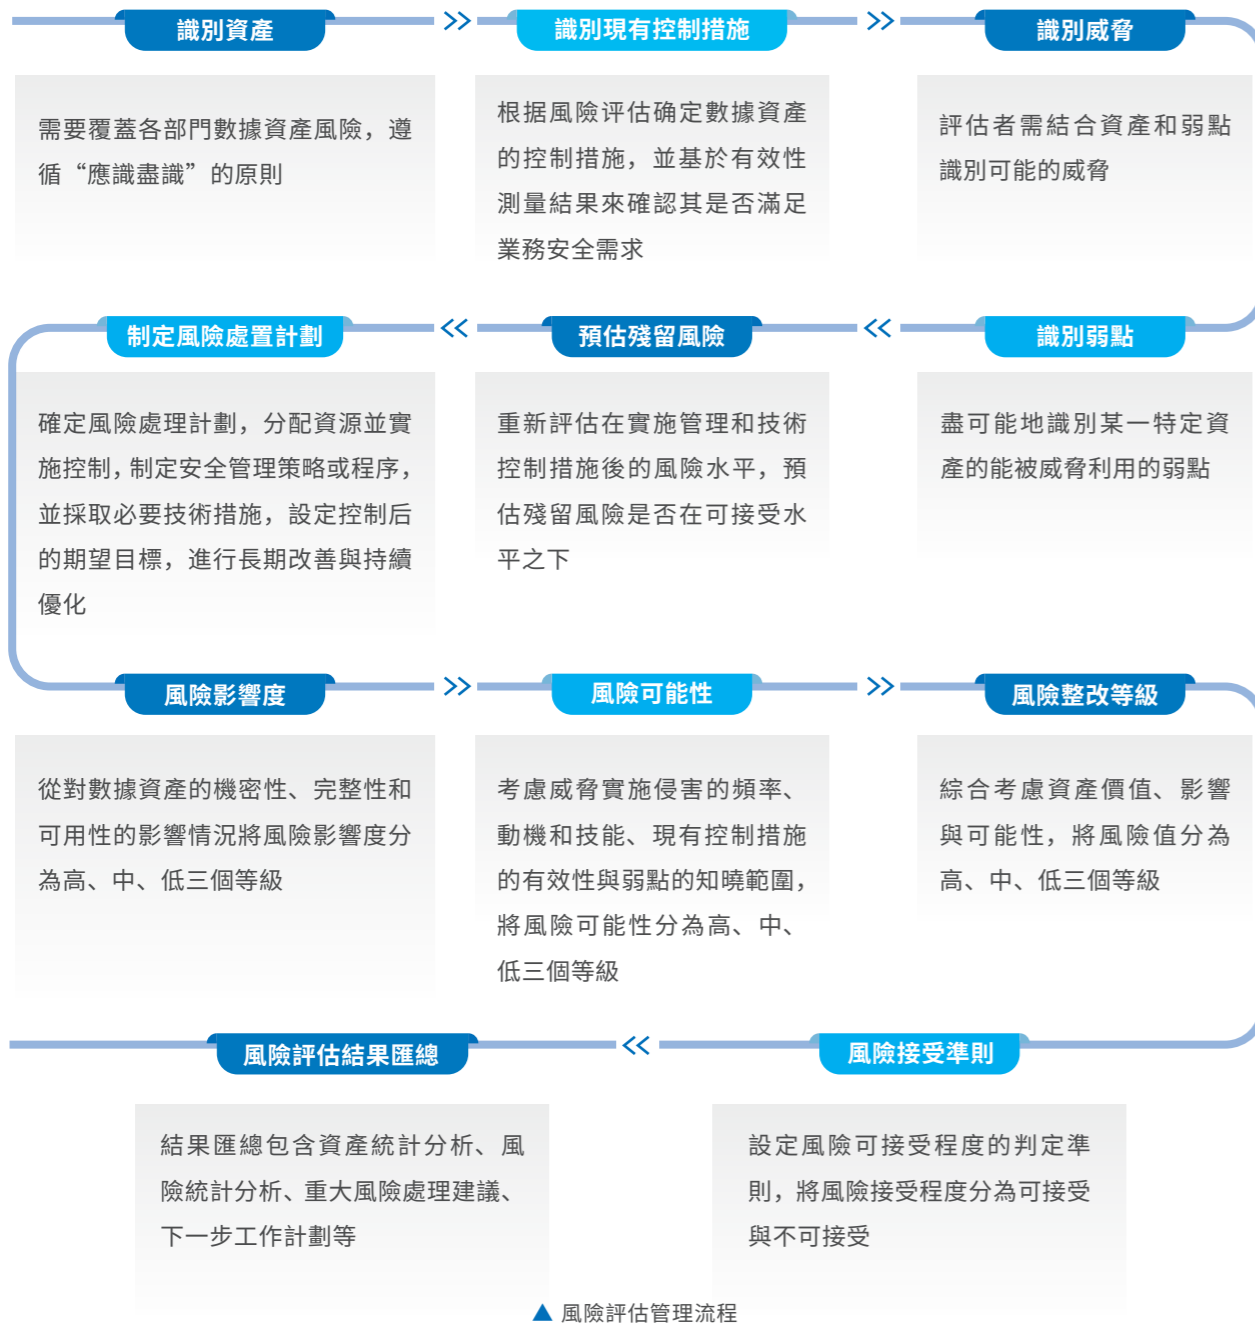 識別資產
需要覆蓋各部門數據資產風險，遵
循“應識盡識”的原則
識別現有控制措施
根据風險评估确定數據資產
的控制措施，並基於有效性
測量結果來確認其是否滿足
業務安全需求
識別威脅
評估者需結合資產和弱點
識別可能的威脅
識別弱點
盡可能地識別某一特定資
產的能被威脅利用的弱點
預估殘留風險
重新評估在實施管理和技術
控制措施後的風險水平，預
估殘留風險是否在可接受水
平之下
制定風險處置計劃
確定風險處理計劃，分配資源並實
施控制，制定安全管理策略或程序，
並採取必要技術措施，設定控制后
的期望目標，進行長期改善與持續
優化
風險影響度
從對數據資產的機密性、完整性和
可用性的影響情況將風險影響度分
為高、中、低三個等級
風險可能性
考慮威脅實施侵害的頻率、
動機和技能、現有控制措施
的有效性與弱點的知曉範圍，
將風險可能性分為高、中、
低三個等級
風險整改等級
綜合考慮資產價值、影響
與可能性，將風險值分為
高、中、低三個等級
風險接受準則
設定風險可接受程度的判定準
則，將風險接受程度分為可接受
與不可接受
風險評估結果匯總
結果匯總包含資產統計分析、風
險統計分析、重大風險處理建議、
下一步工作計劃等
▲ 風險評估管理流程